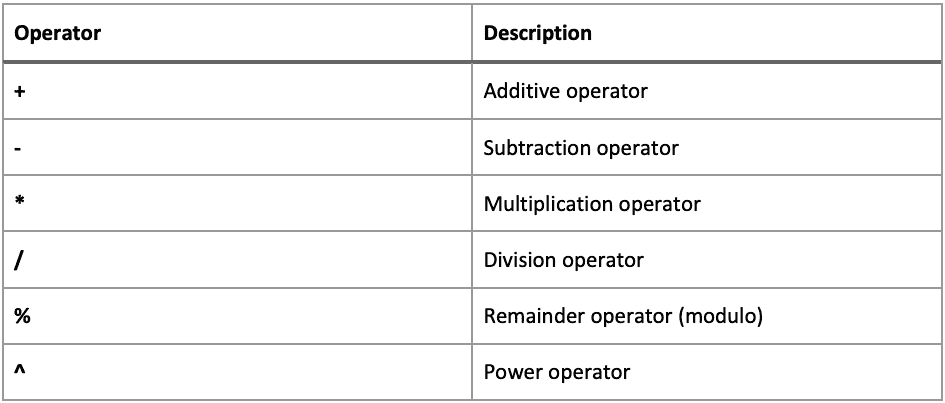 Operator Description
+ Additive operator
- Subtraction operator
* Multiplication operator
/ Division operator
% Remainder operator (modulo)
^ Power operator